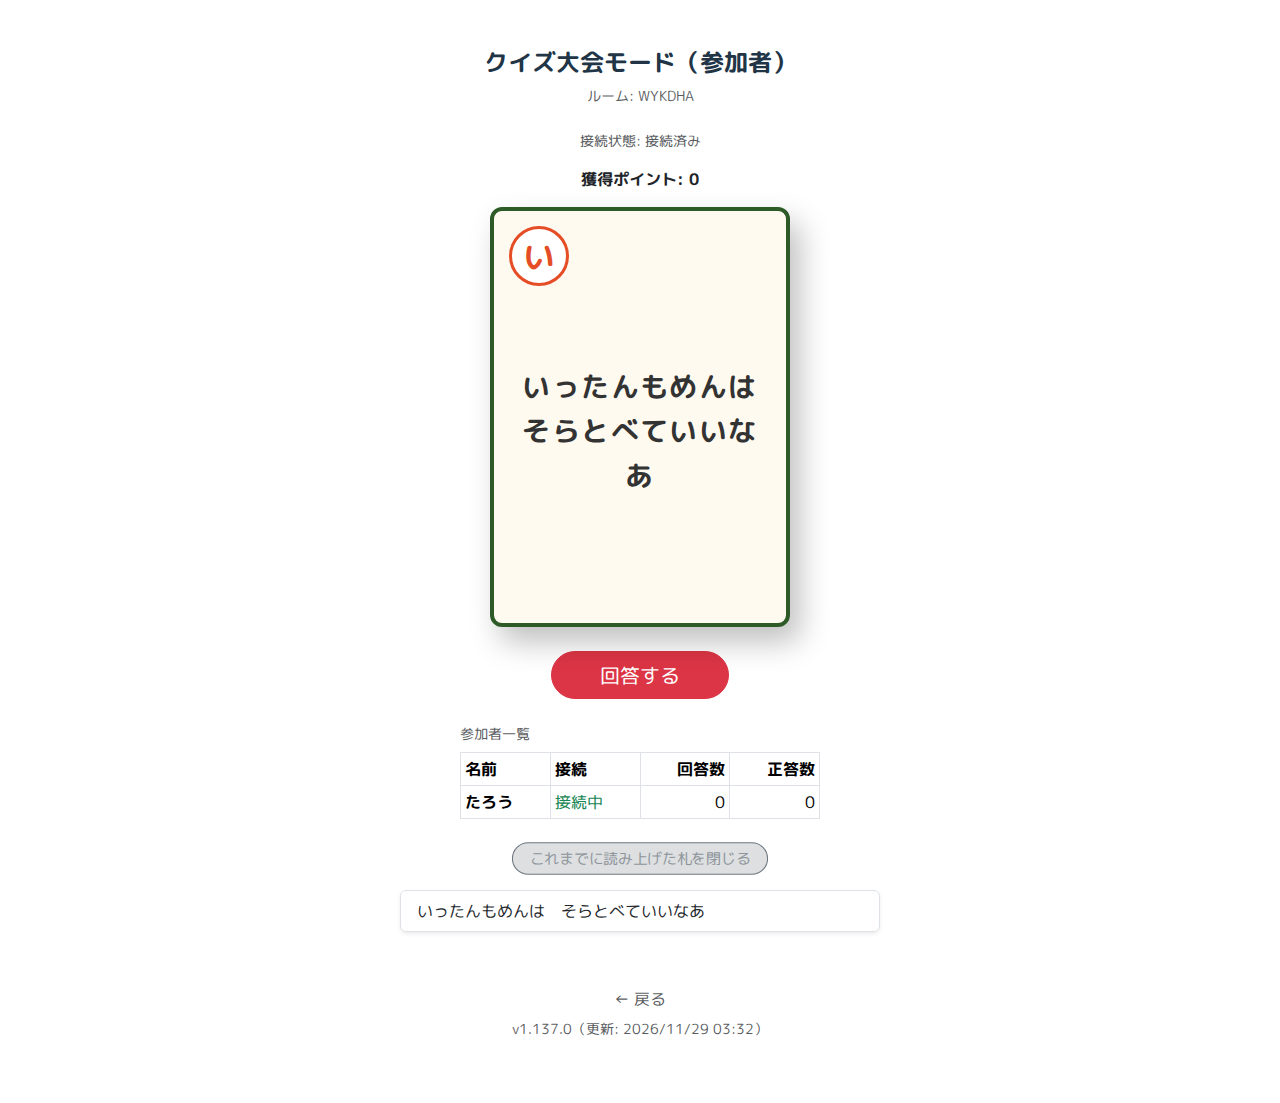 クイズ大会モード（参加者）
ルーム: WYKDHA
接続状態: 接続済み
獲得ポイント: 0
い
いったんもめんは
そらとべていいな
あ
回答する
参加者一覧
名前 接続 回答数 正答数
たろう 接続中 0 0
これまでに読み上げた札を閉じる
いったんもめんは　そらとべていいなあ
← 戻る
v1.137.0（更新: 2026/11/29 03:32）